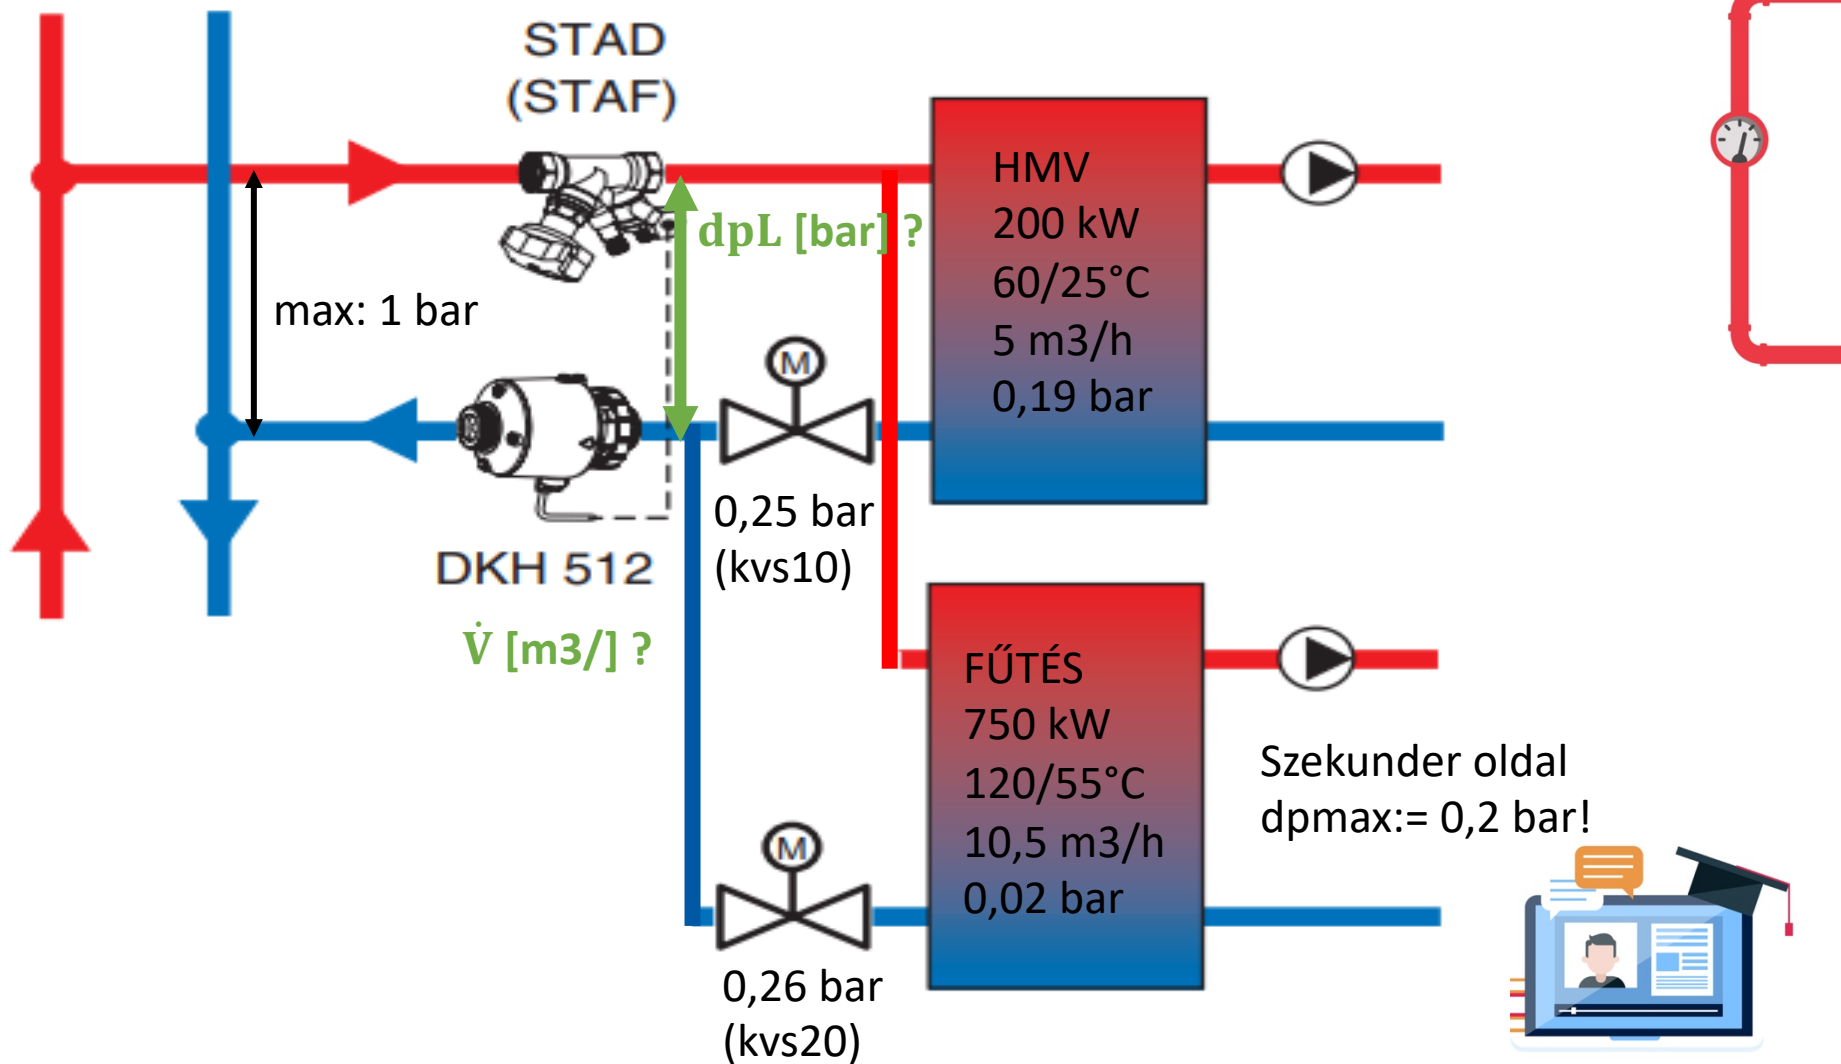 STAD
(STAF)
max: 1 bar
dpL [bar] ?
HMV
200 kW
60/25°C
5 m3/h
0,19 bar
M
0,25 bar
(kvs10)
DKH 512
V̇ [m3/] ?
FŰTÉS
750 kW
120/55°C
10,5 m3/h
0,02 bar
Szekunder oldal
dpmax:= 0,2 bar!
M
0,26 bar
(kvs20)